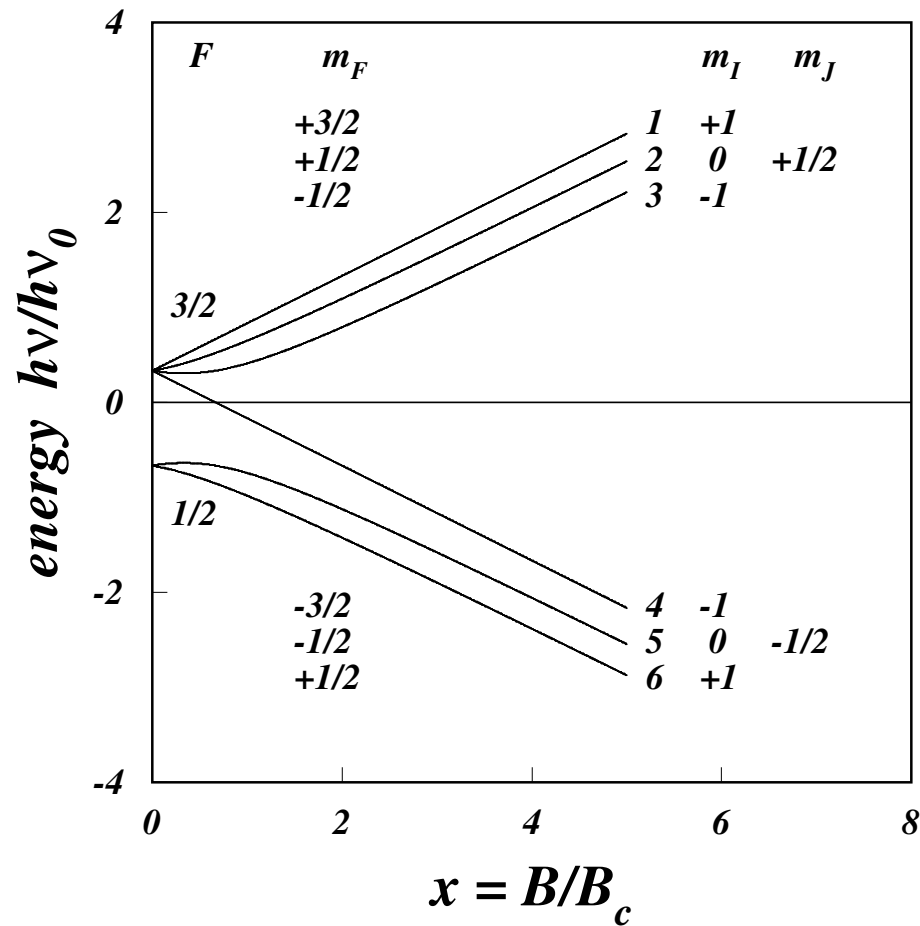 4
F m_F m_I m_J
+3/2 1 +1
+1/2 2 0 +1/2
-1/2 3 -1
2
3/2
0
1/2
-2
-3/2 4 -1
-1/2 5 0 -1/2
+1/2 6 +1
-4
0 2 4 6 8
x = B/B_c
energy hν/hν_0